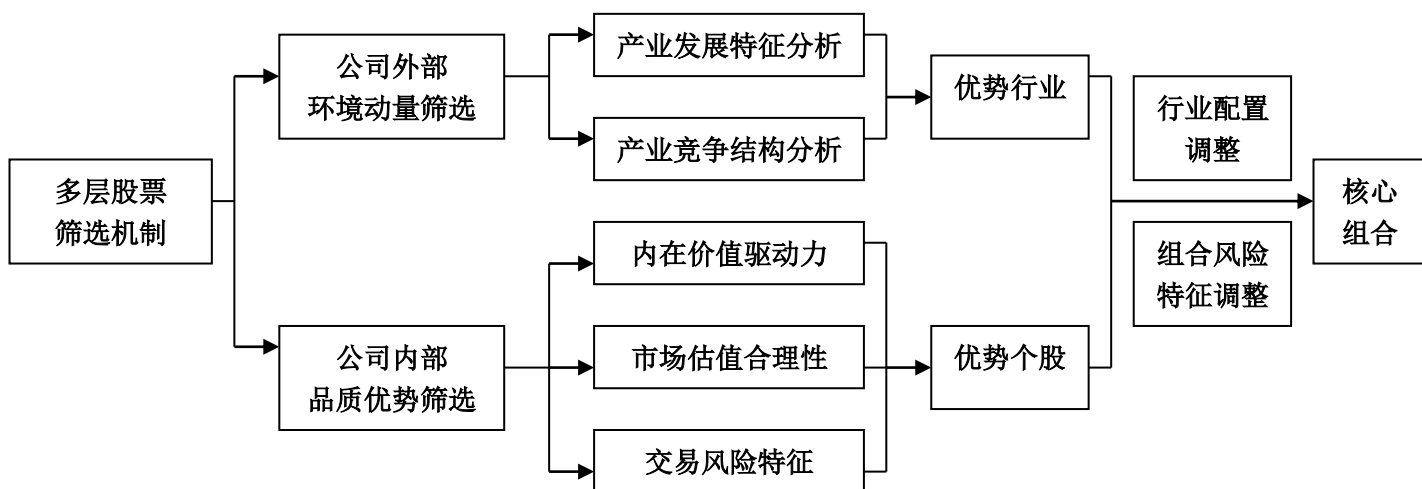 多层股票
筛选机制
公司外部
环境动量筛选
公司内部
品质优势筛选
产业发展特征分析
产业竞争结构分析
内在价值驱动力
市场估值合理性
交易风险特征
优势行业
优势个股
行业配置
调整
组合风险
特征调整
核心
组合